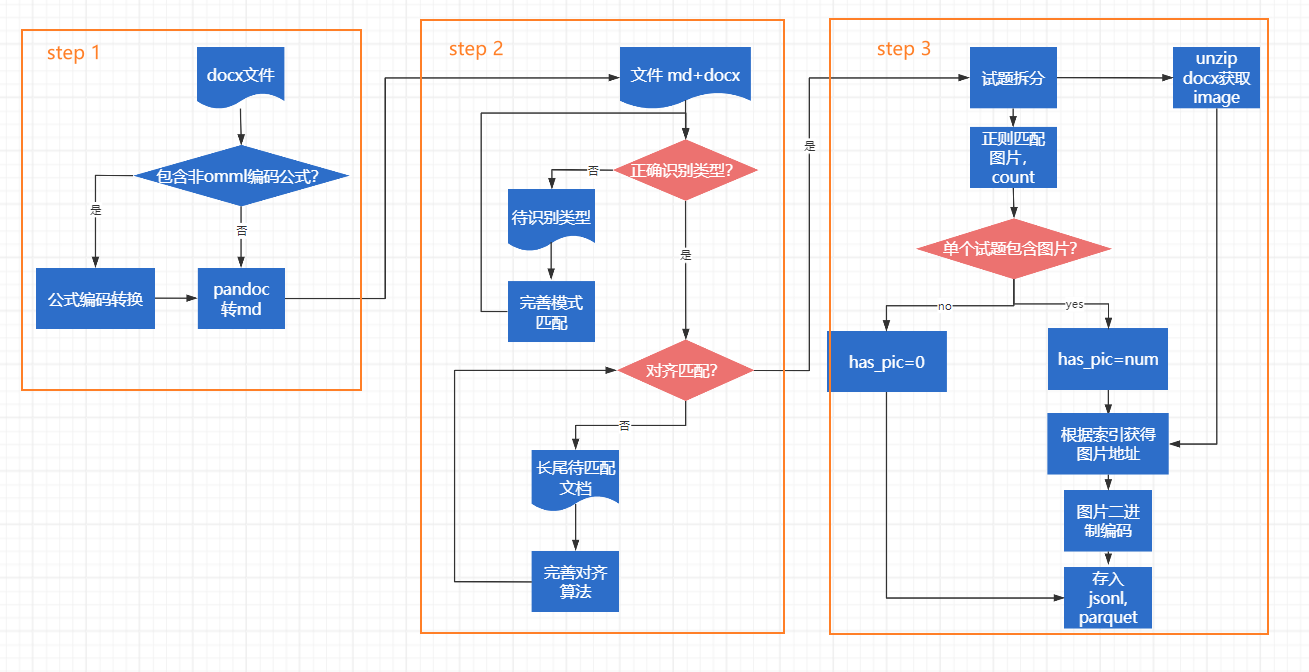 step 1
docx文件
包含非omml编码公式?
是
否
公式编码转换
pandoc
转md
step 2
文件 md+docx
正确识别类型?
否
待识别类型
完善模式
匹配
是
对齐匹配?
否
长尾待匹配
文档
完善对齐
算法
是
step 3
试题拆分
unzip
docx获取
image
正则匹配
图片，
count
单个试题包含图片?
no
yes
has_pic=0
has_pic=num
根据索引获得
图片地址
图片二进
制编码
存入
jsonl,
parquet